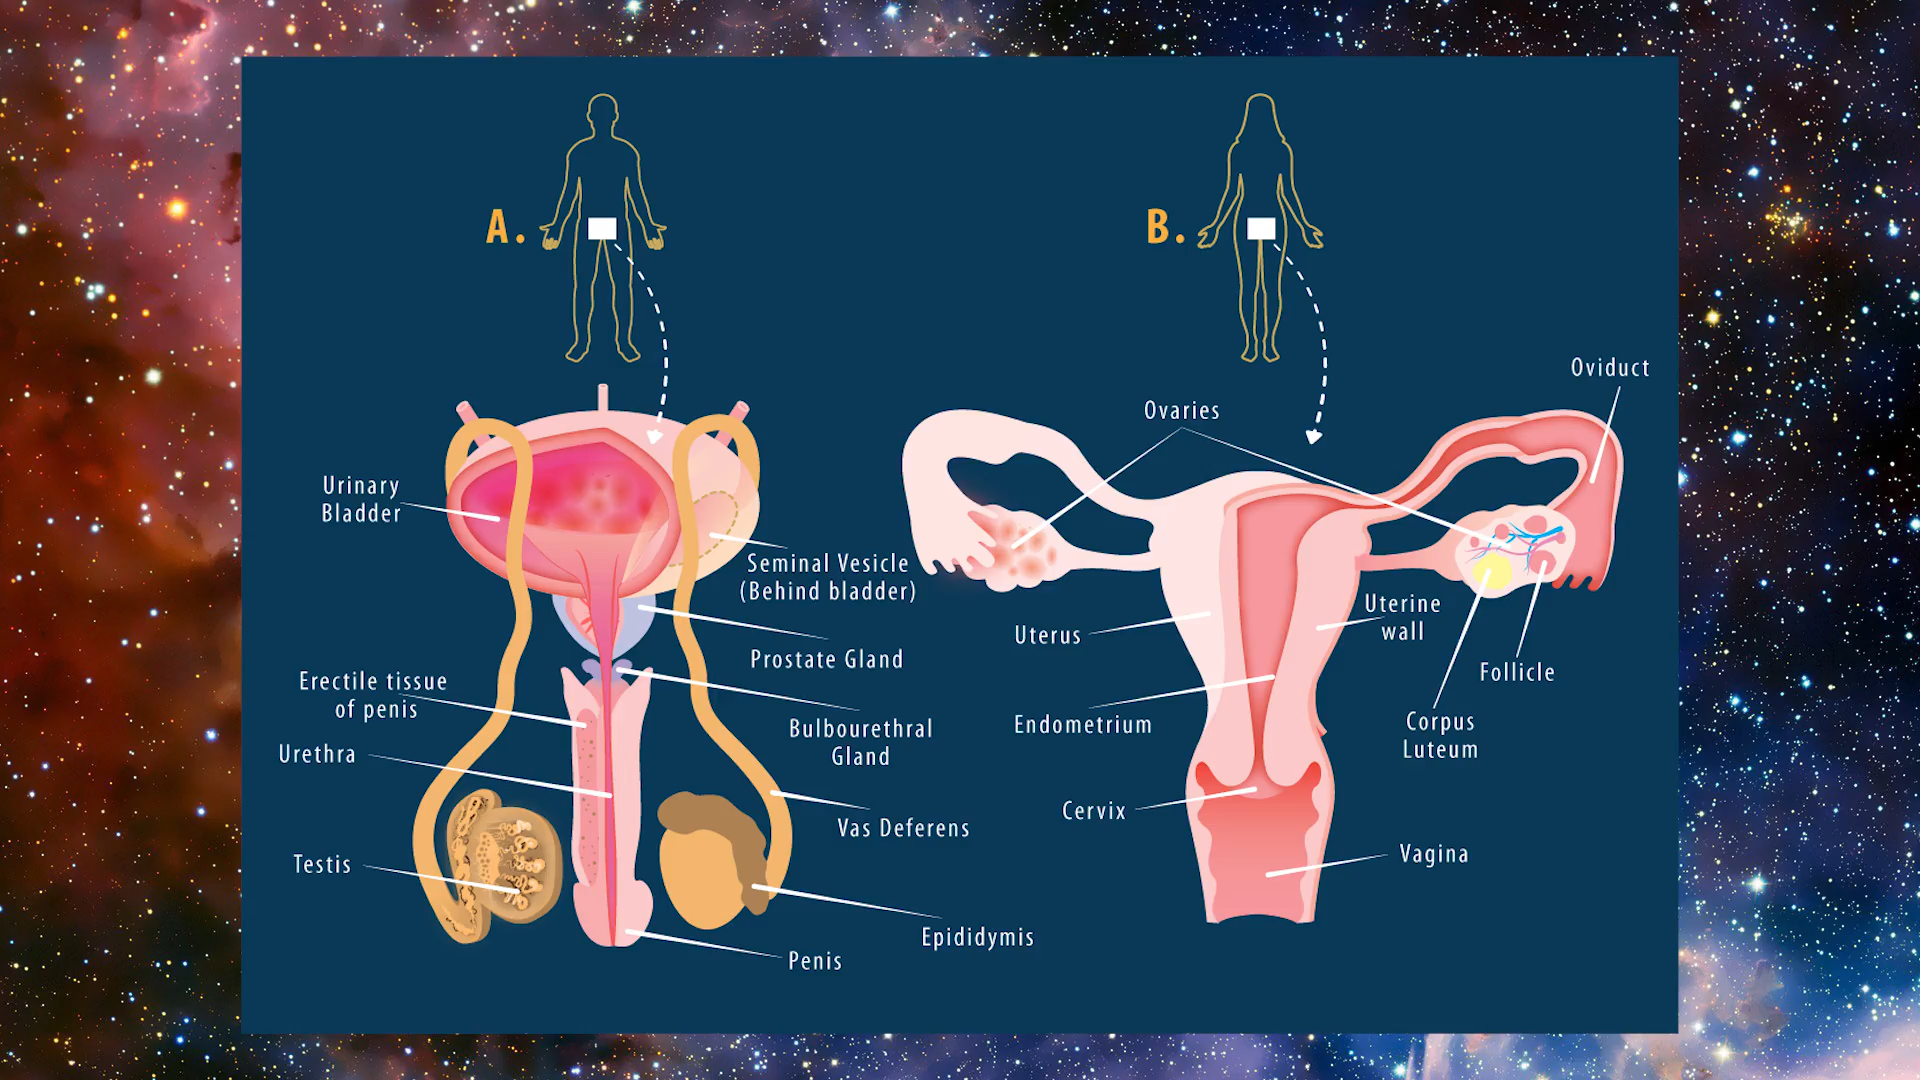 A.
B.
Oviduct
Ovaries
Urinary
Bladder
Seminal Vesicle
(Behind bladder)
Uterine
wall
Uterus
Prostate Gland
Follicle
Erectile tissue
of penis
Bulbourethral
Gland
Endometrium
Corpus
Luteum
Urethra
Cervix
Vas Deferens
Vagina
Testis
Epididymis
Penis